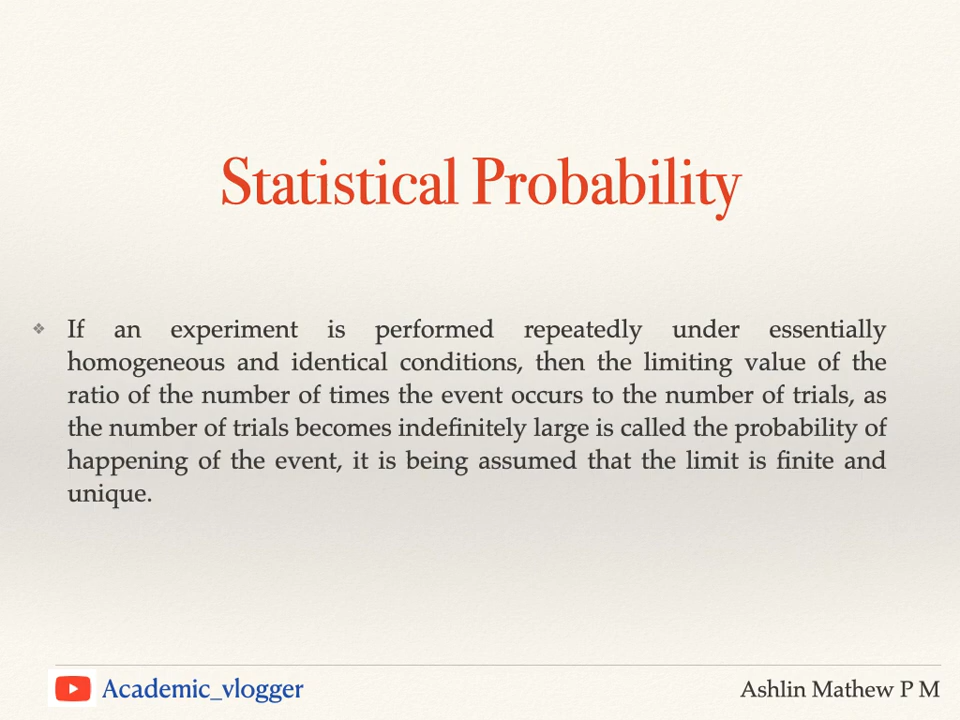 Statistical Probability
If an experiment is performed repeatedly under essentially
homogeneous and identical conditions, then the limiting value of the
ratio of the number of times the event occurs to the number of trials, as
the number of trials becomes indefinitely large is called the probability of
happening of the event, it is being assumed that the limit is finite and
unique.
Academic_vlogger
Ashlin Mathew P M